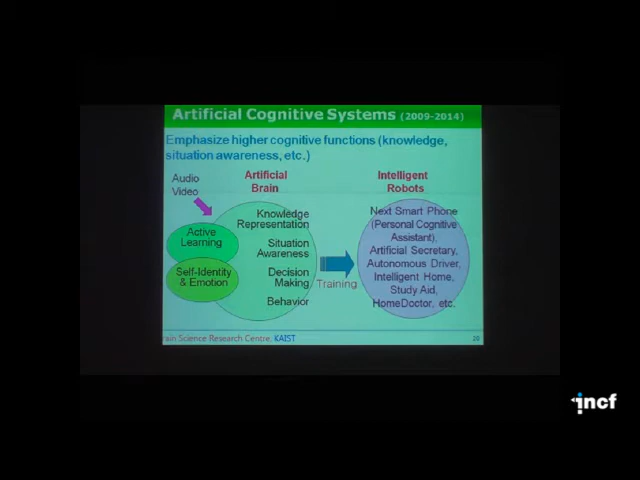 Artificial Cognitive Systems (2009-2014)
Emphasize higher cognitive functions (knowledge,
situation awareness, etc.)
Audio
Video
Artificial
Brain
Intelligent
Robots
Active
Learning
Self-Identity
& Emotion
Knowledge
Representation
Situation
Awareness
Decision
Making
Behavior
Training
Next Smart Phone
(Personal Cognitive
Assistant),
Artificial Secretary,
Autonomous Driver,
Intelligent Home,
Study Aid,
HomeDoctor, etc.
rain Science Research Centre, KAIST
20
incf